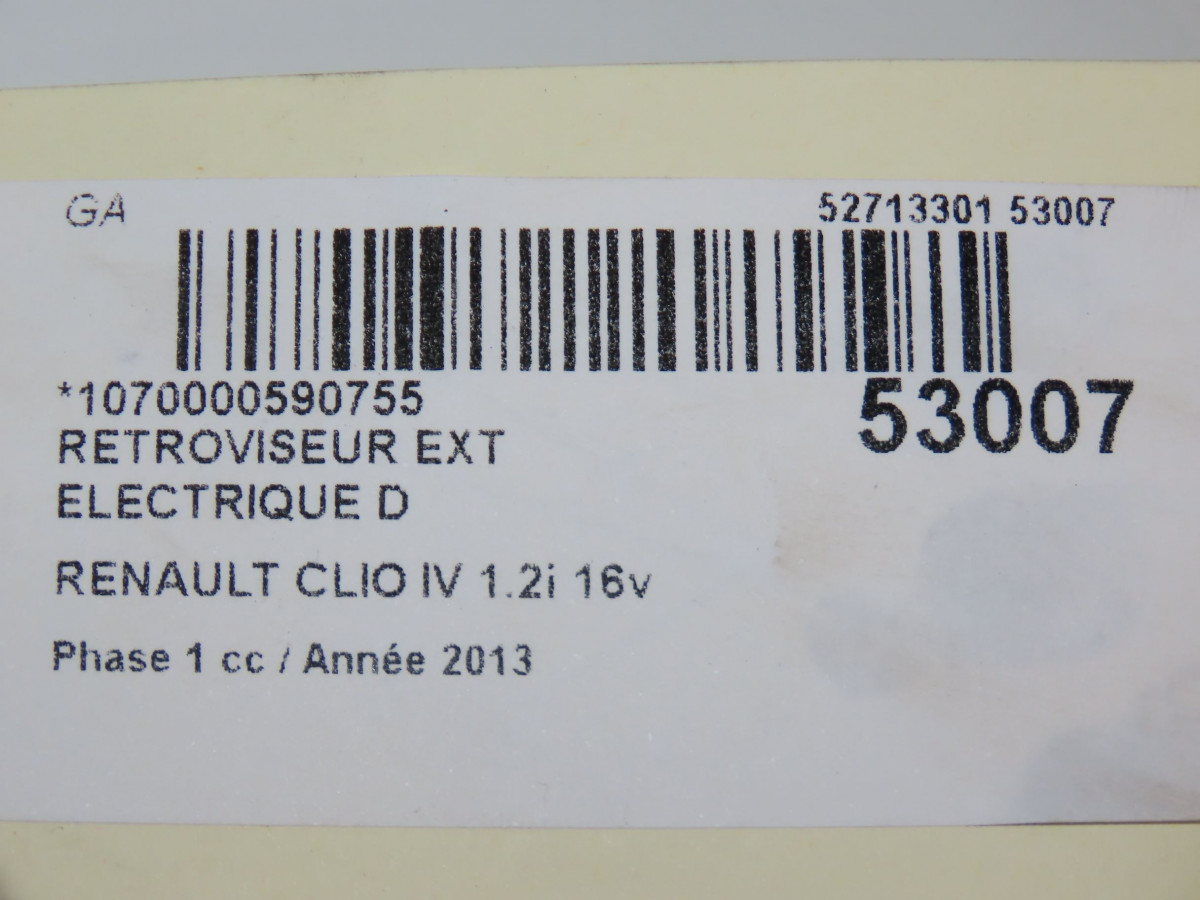 GA 52713301 53007
*1070000590755
53007
RETROVISEUR EXT
ELECTRIQUE D
RENAULT CLIO IV 1.2i 16v
Phase 1 cc / Année 2013